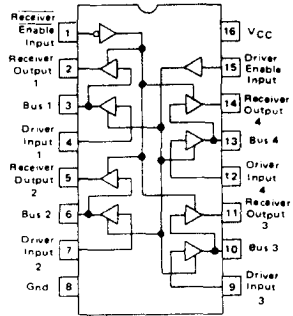 Receiver
Enable
Input
1
Receiver
Output
1
2
Bus 1
3
Driver
Input
1
4
Receiver
Output
2
5
Bus 2
6
Driver
Input
2
7
Gnd
8
16
VCC
15
Driver
Enable
Input
14
Receiver
Output
4
13
Bus 4
12
Driver
Input
4
11
Receiver
Output
3
10
Bus 3
9
Driver
Input
3